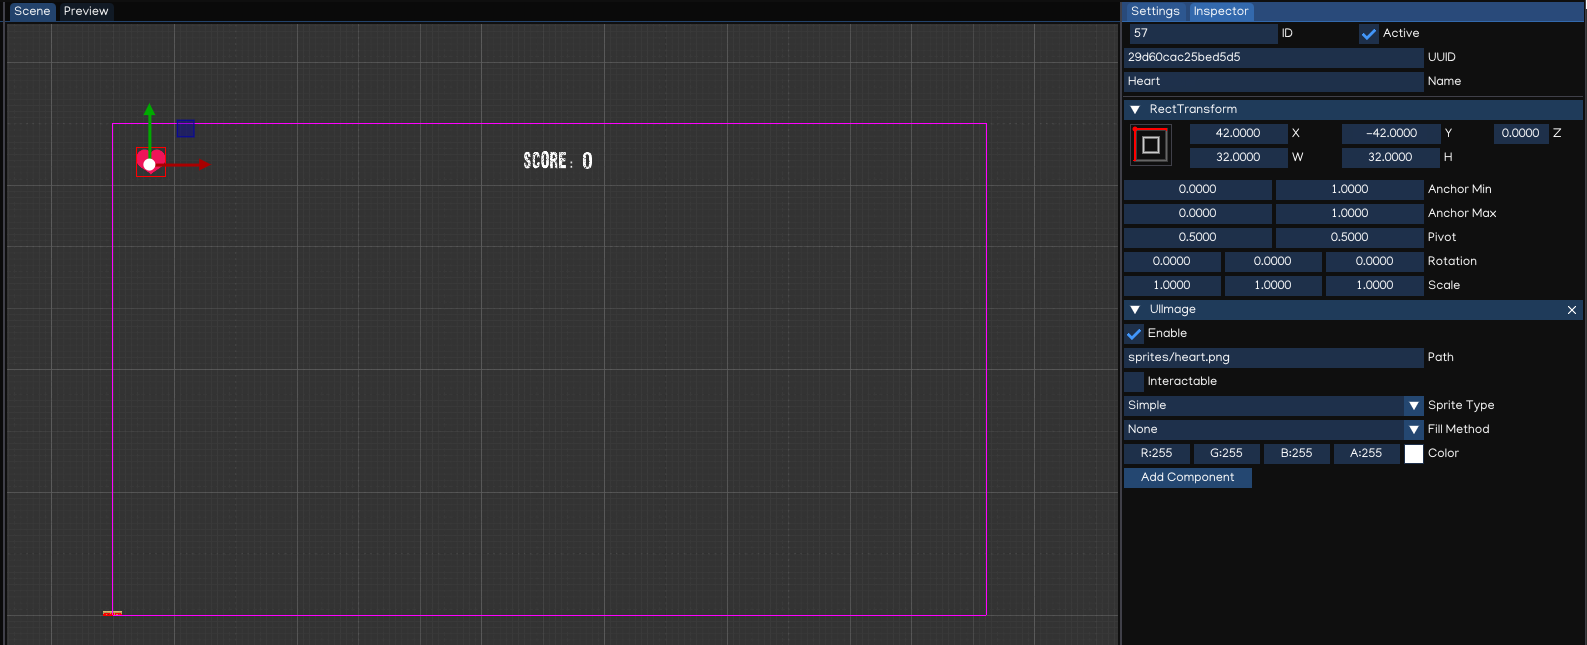 Scene Preview
SCORE: 0
Settings Inspector
57 ID Active
29d60cac25bed5d5 UUID
Heart Name
RectTransform
42.0000 X -42.0000 Y 0.0000 Z
32.0000 W 32.0000 H
0.0000 1.0000 Anchor Min
0.0000 1.0000 Anchor Max
0.5000 0.5000 Pivot
0.0000 0.0000 0.0000 Rotation
1.0000 1.0000 1.0000 Scale
UIImage
Enable
sprites/heart.png Path
Interactable
Simple Sprite Type
None Fill Method
R:255 G:255 B:255 A:255 Color
Add Component